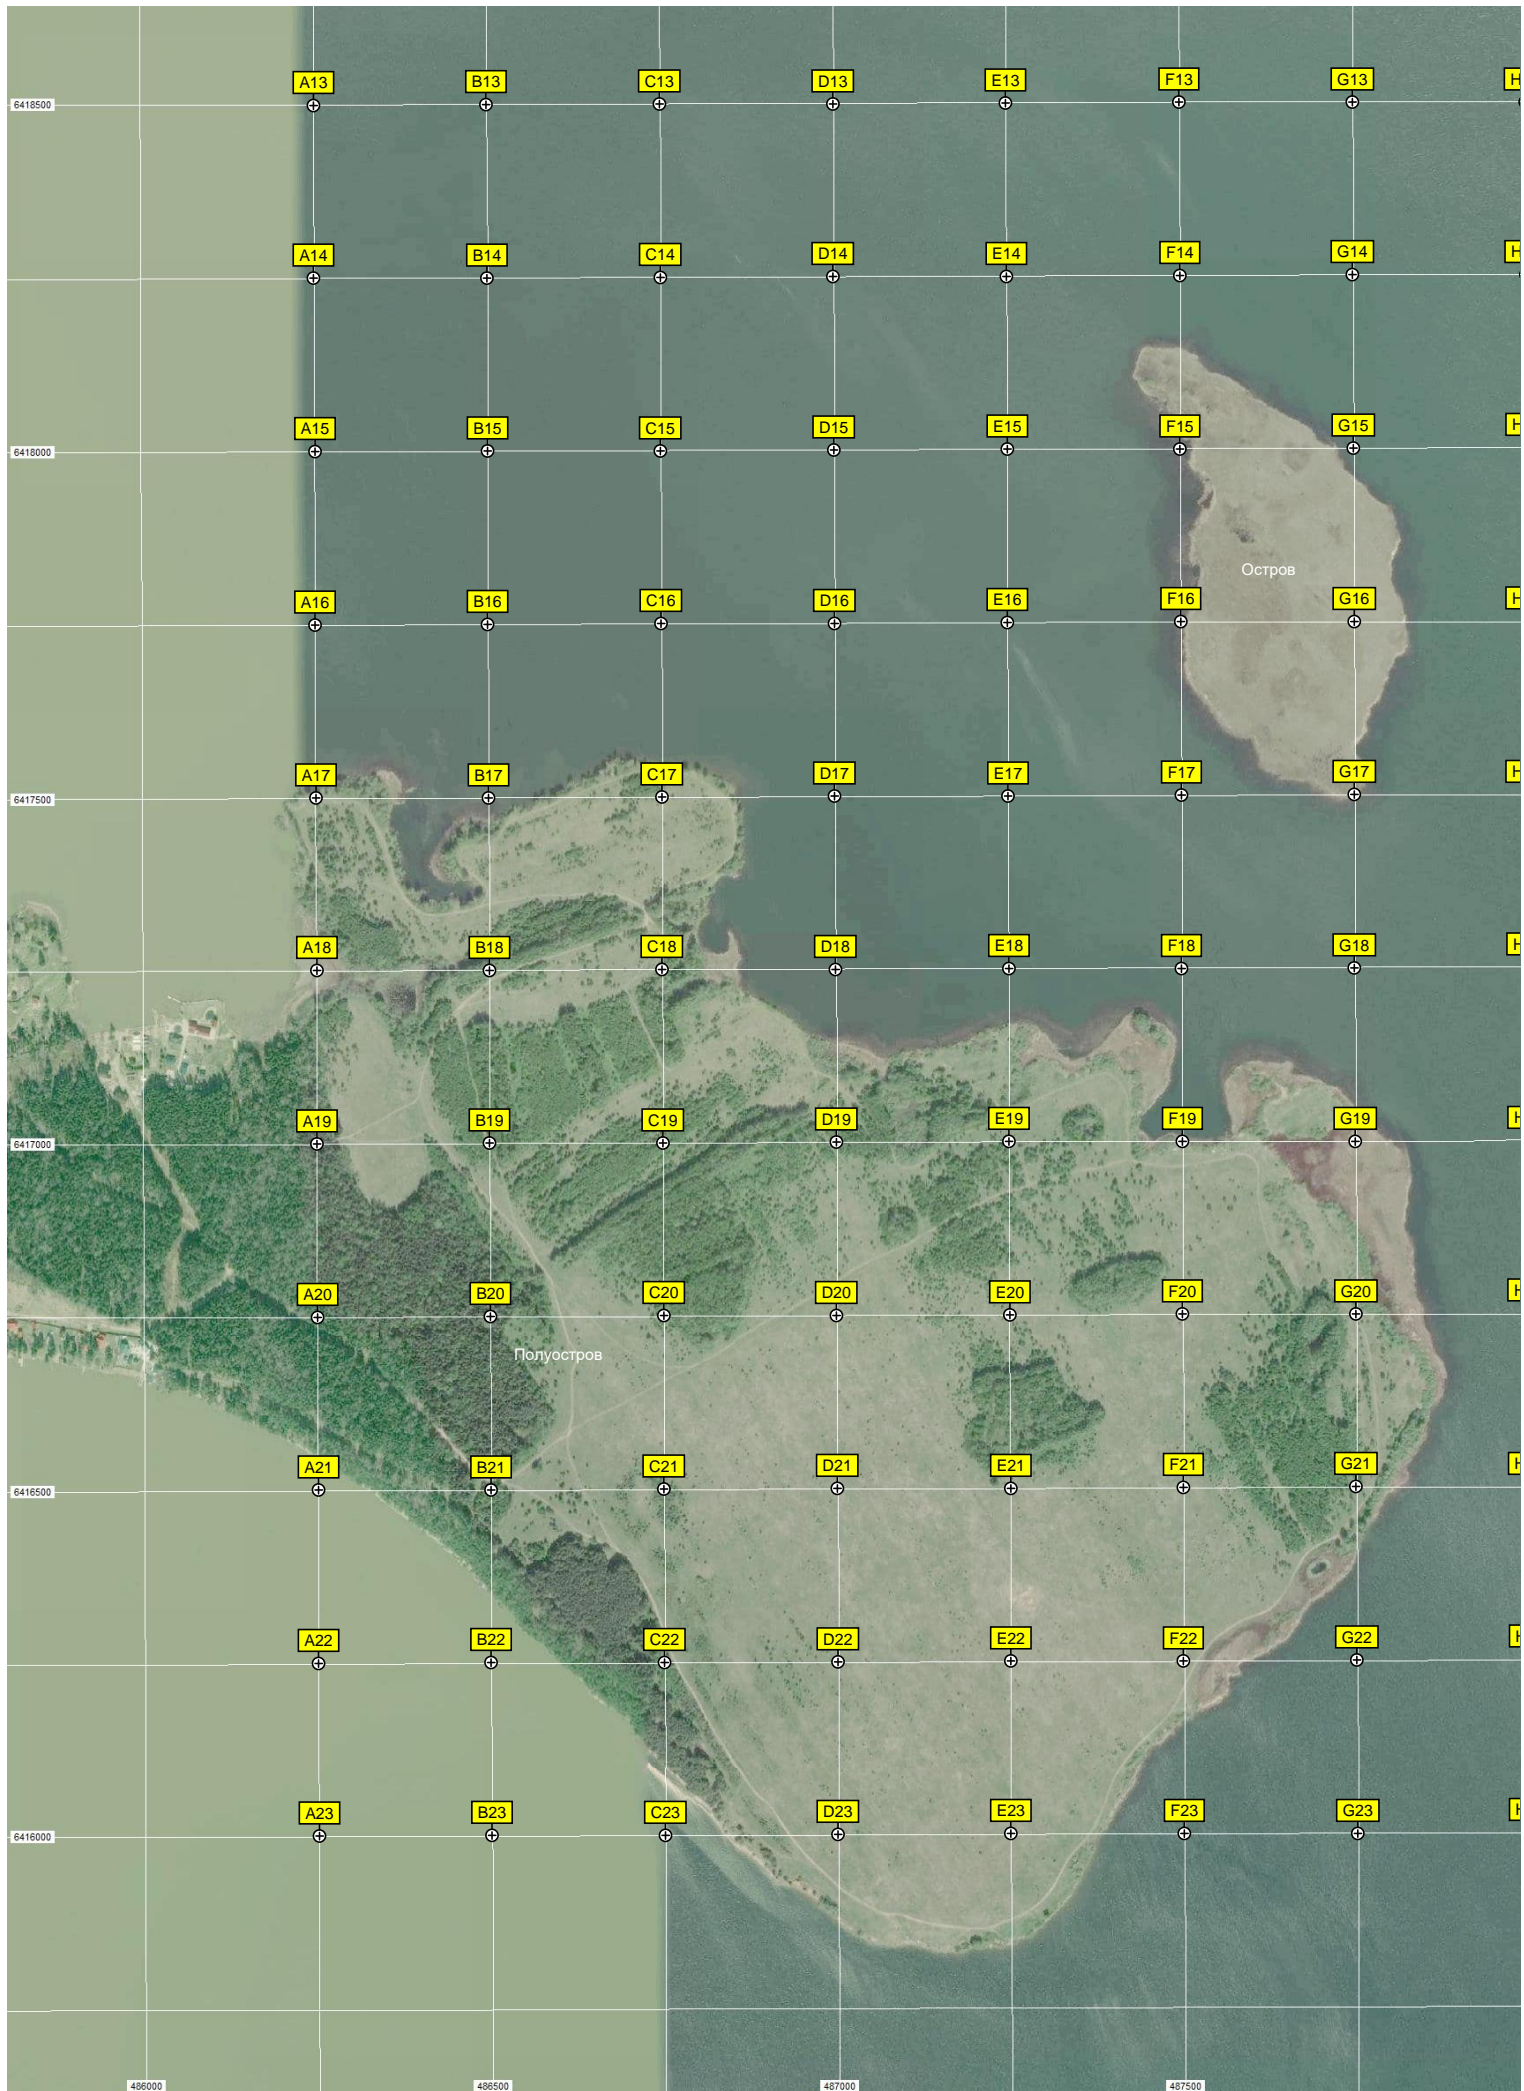 A13 B13 C13 D13 E13 F13 G13 H
6418500
A14 B14 C14 D14 E14 F14 G14 H
A15 B15 C15 D15 E15 F15 G15 H
6418000
Остров
A16 B16 C16 D16 E16 F16 G16 H
A17 B17 C17 D17 E17 F17 G17 H
6417500
A18 B18 C18 D18 E18 F18 G18 H
A19 B19 C19 D19 E19 F19 G19 H
6417000
A20 B20 C20 D20 E20 F20 G20 H
Полуостров
A21 B21 C21 D21 E21 F21 G21 H
6416500
A22 B22 C22 D22 E22 F22 G22 H
A23 B23 C23 D23 E23 F23 G23 H
6416000
486000 486500 487000 487500